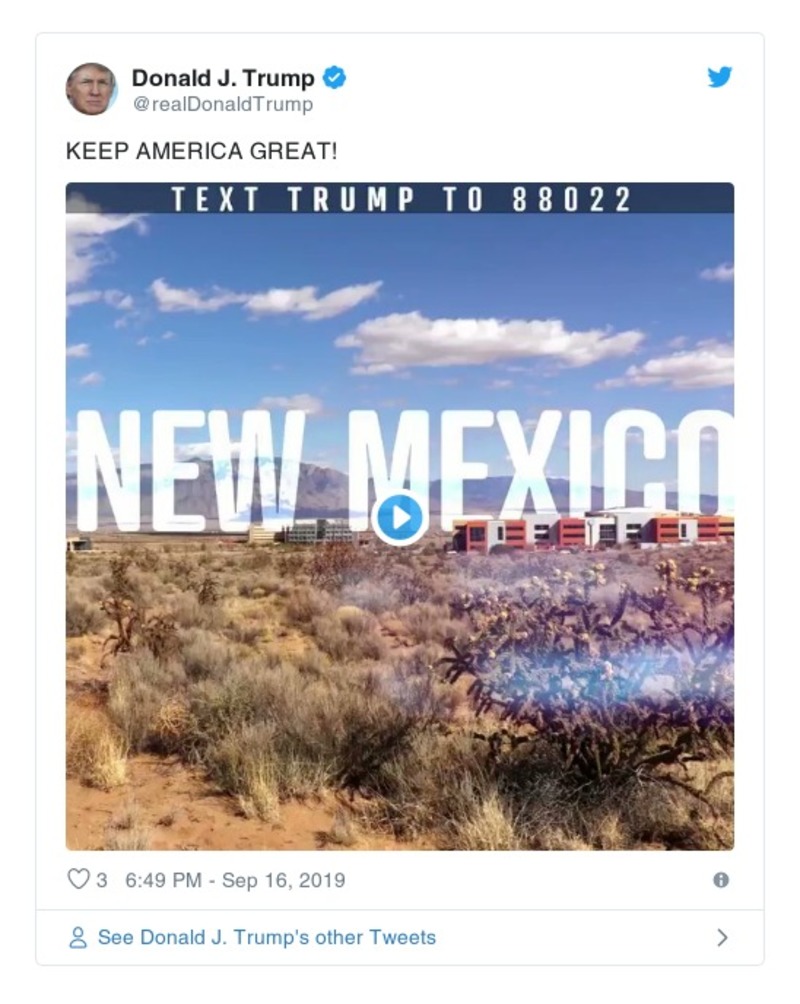 Donald J. Trump
@realDonaldTrump
KEEP AMERICA GREAT!
TEXT TRUMP TO 88022
NEW MEXICO
3 6:49 PM - Sep 16, 2019
See Donald J. Trump's other Tweets